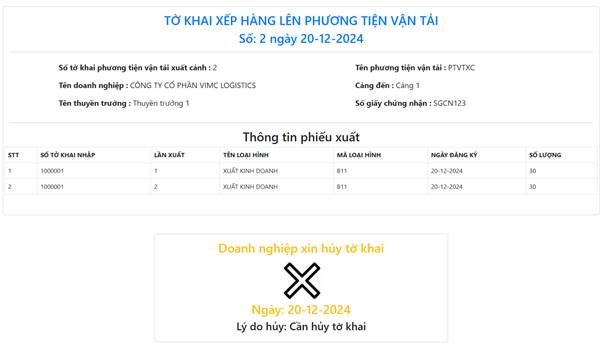 TỜ KHAI XẾP HÀNG LÊN PHƯƠNG TIỆN VẬN TẢI
Số: 2 ngày 20-12-2024
Số tờ khai phương tiện vận tải xuất cảnh : 2
Tên phương tiện vận tải : PTVTXC
Tên doanh nghiệp : CÔNG TY CỔ PHẦN VIMC LOGISTICS
Cảng đến : Cảng 1
Tên thuyền trưởng : Thuyền trưởng 1
Số giấy chứng nhận : SGCN123
Thông tin phiếu xuất
STT SỐ TỜ KHAI NHẬP LẦN XUẤT TÊN LOẠI HÌNH MÃ LOẠI HÌNH NGÀY ĐĂNG KÝ SỐ LƯỢNG
1 1000001 1 XUẤT KINH DOANH B11 20-12-2024 30
2 1000001 2 XUẤT KINH DOANH B11 20-12-2024 30
Doanh nghiệp xin hủy tờ khai
Ngày: 20-12-2024
Lý do hủy: Cần hủy tờ khai